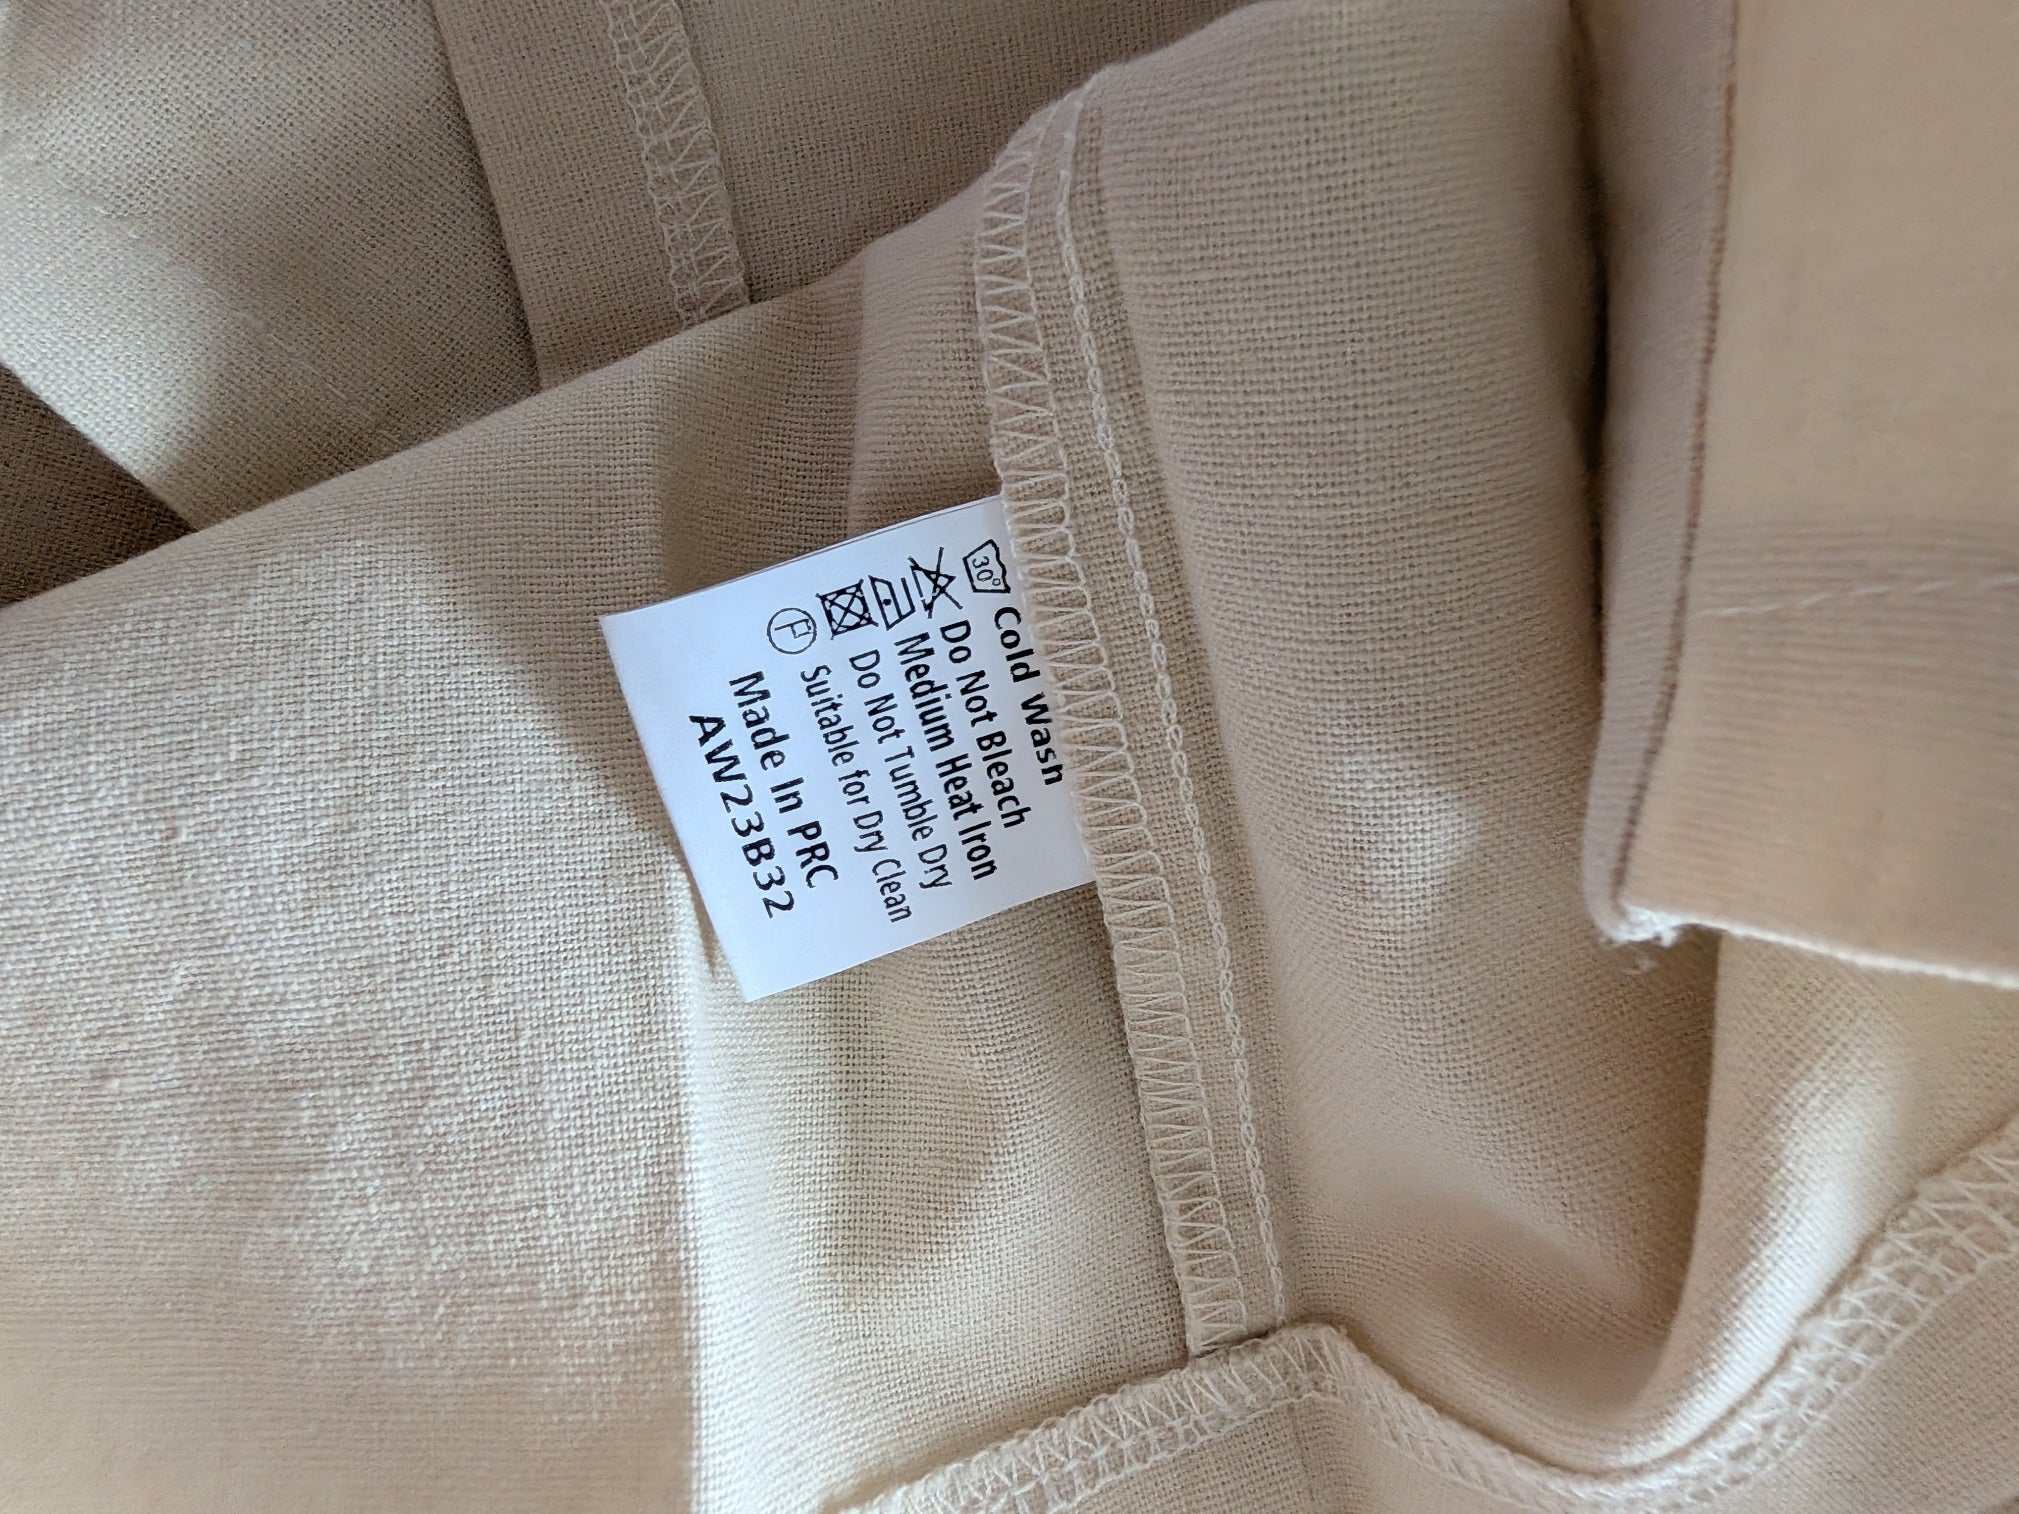 30° Cold Wash
Do Not Bleach
Medium Heat Iron
Do Not Tumble Dry
F Suitable for Dry Clean
Made In PRC
AW23B32